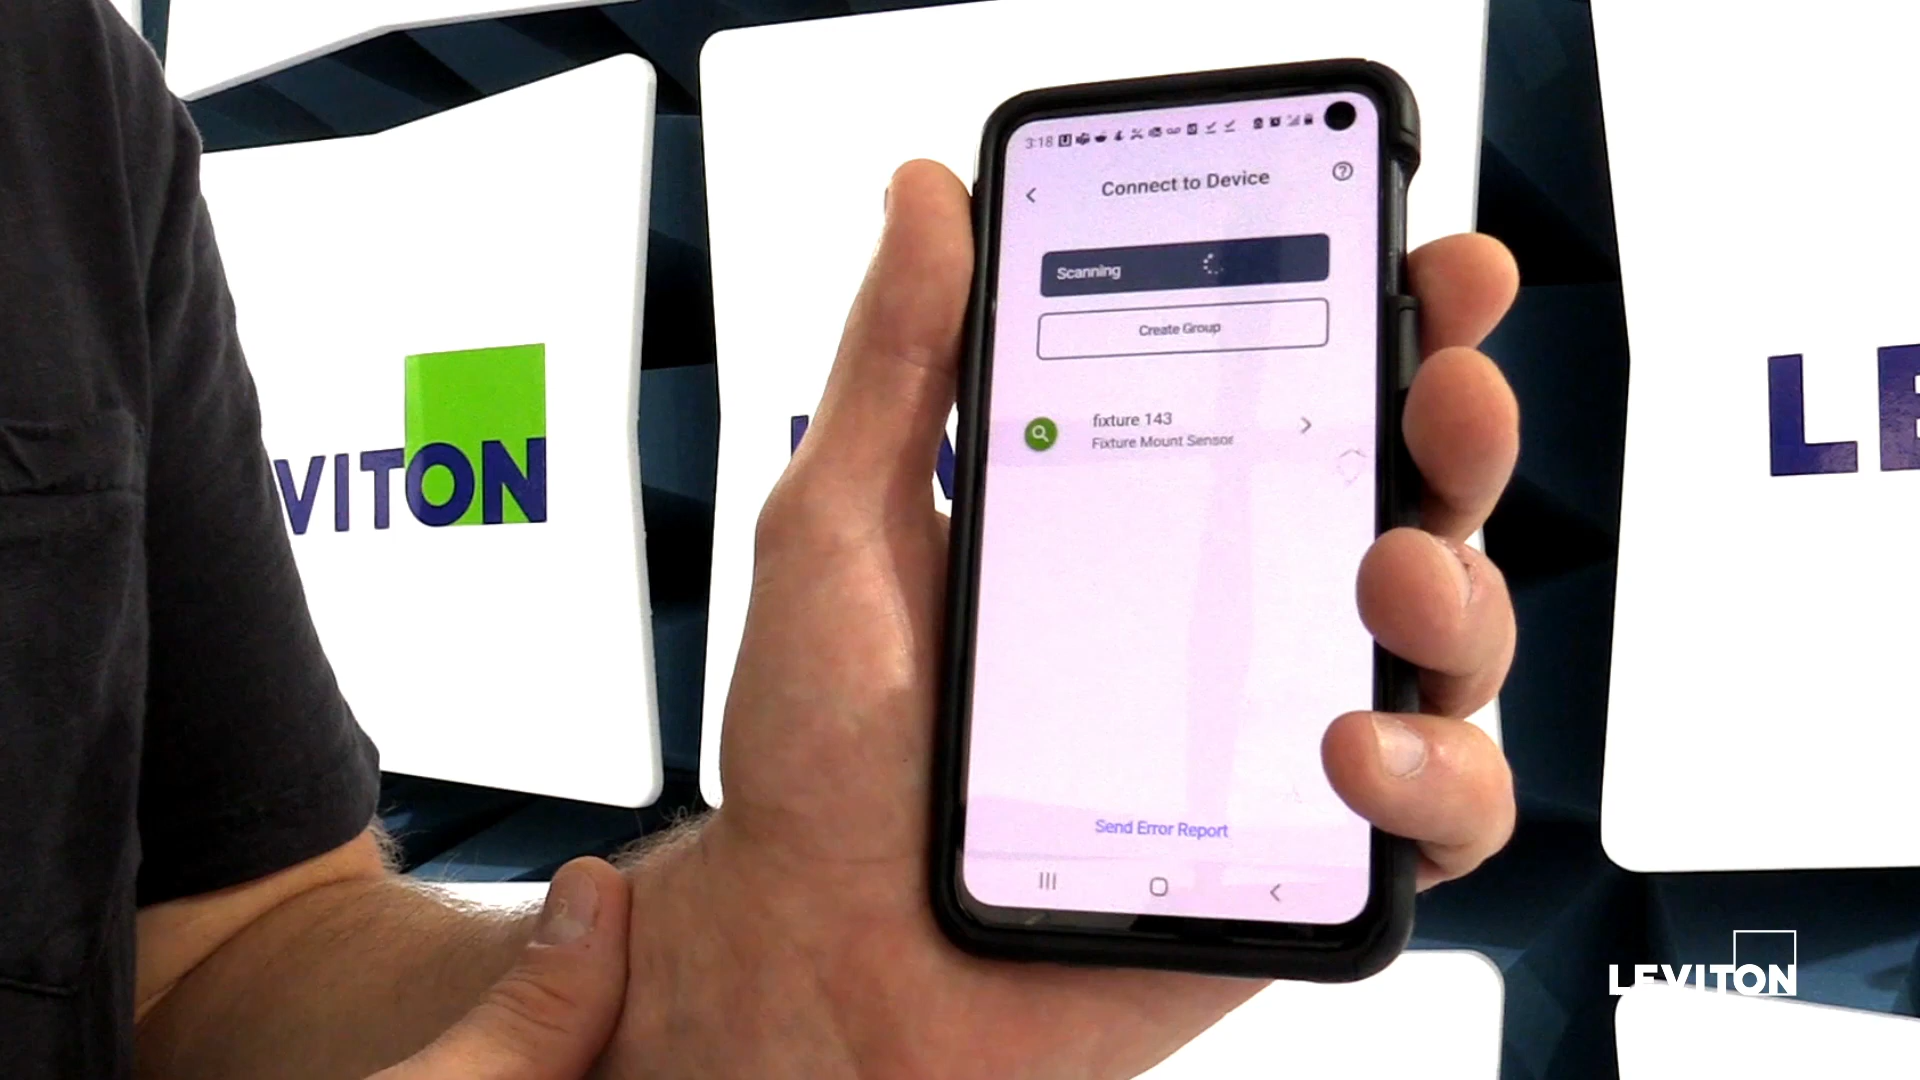 3:18
Connect to Device
Scanning
Create Group
fixture 143
Fixture Mount Sensor
Send Error Report
VITON
LE
LEVITON